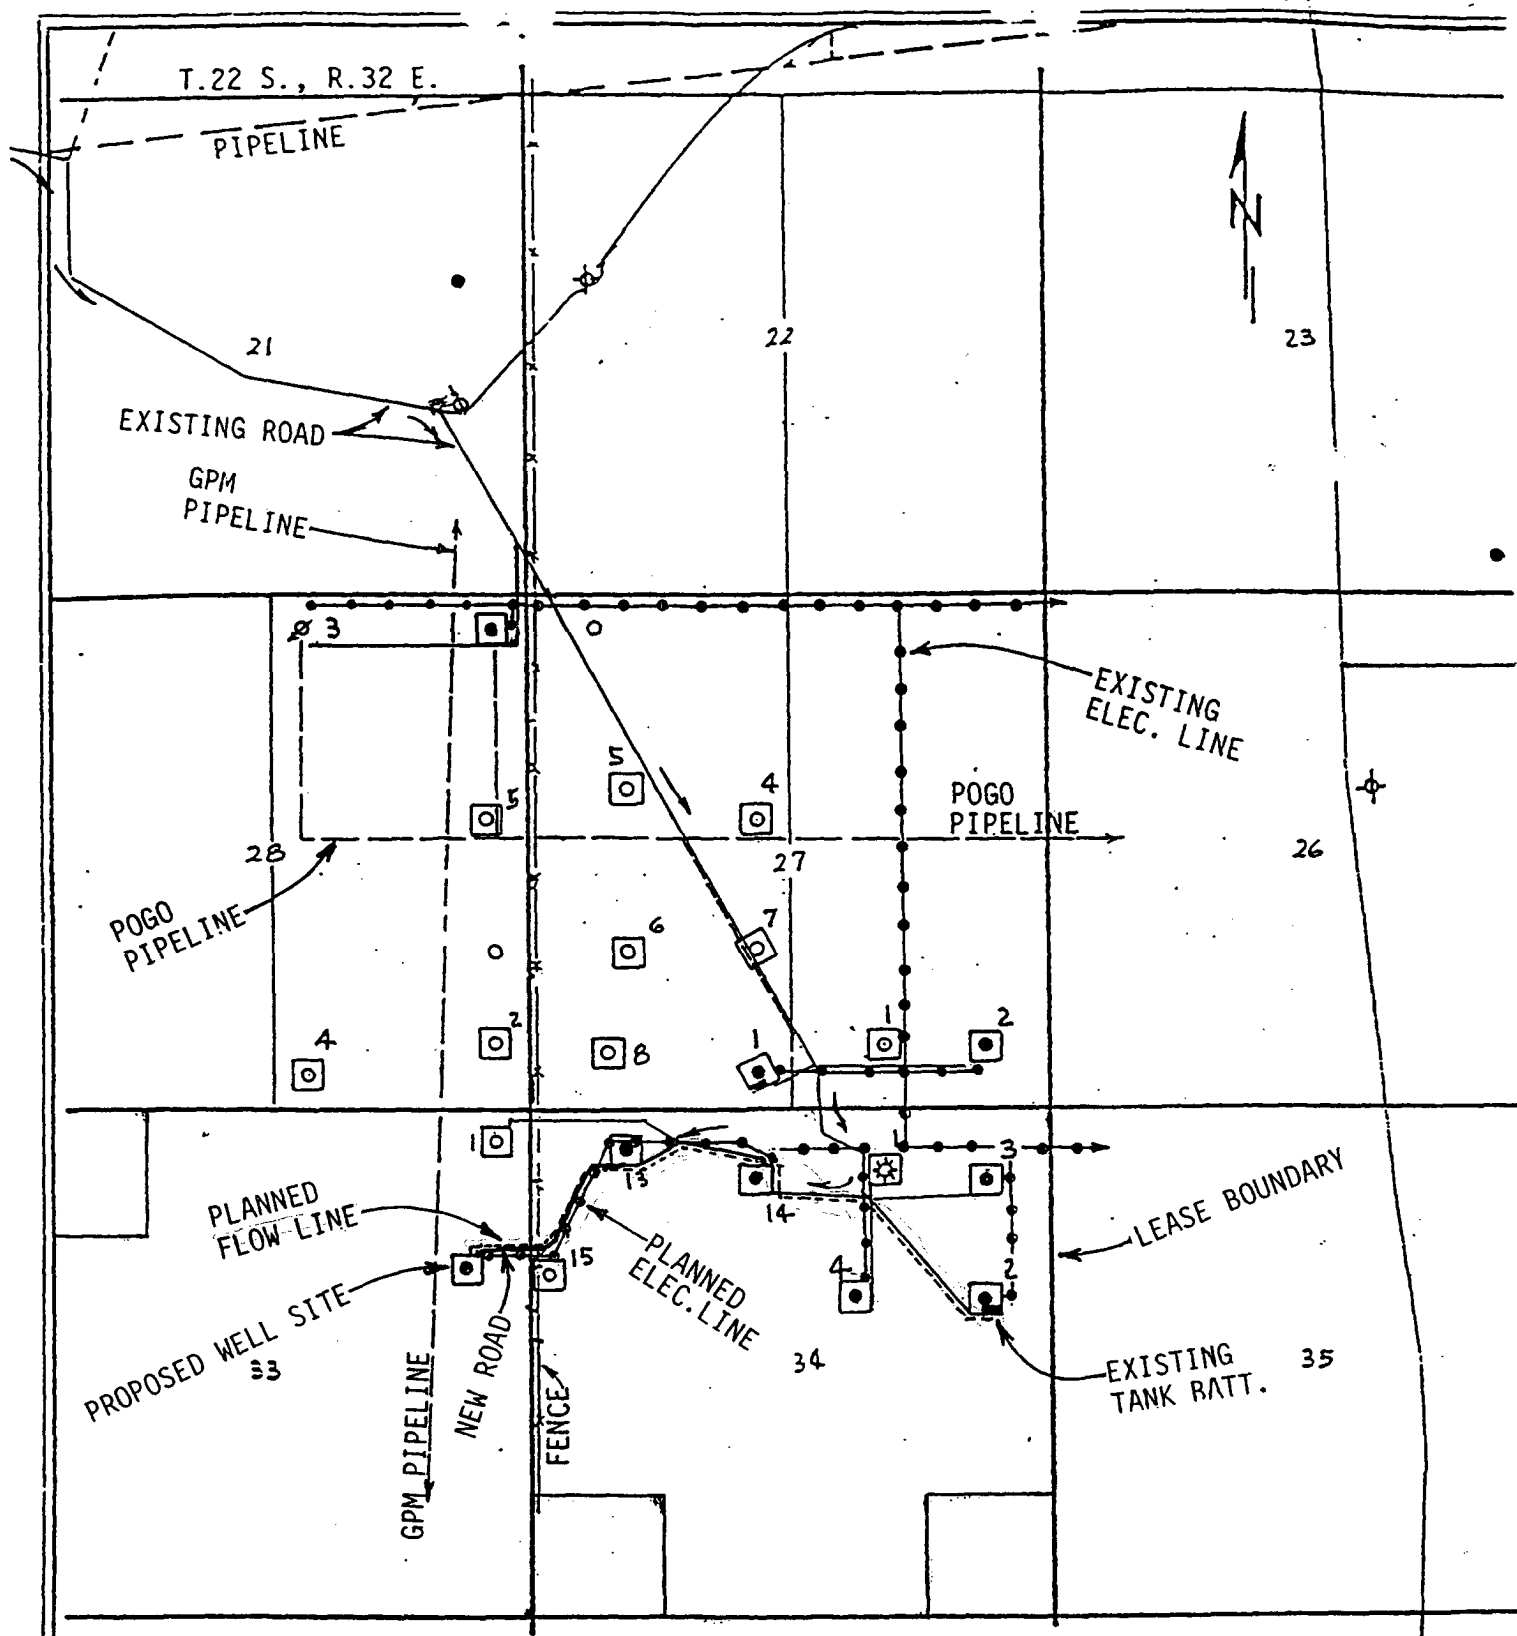 T.22 S., R.32 E.
PIPELINE
N
21
22
23
EXISTING ROAD
GPM
PIPELINE
3
EXISTING
ELEC. LINE
5
5
4
POGO
PIPELINE
28
27
26
POGO
PIPELINE
6
7
4
2
8
1
1
2
1
1
3
13
14
PLANNED
FLOW LINE
15
PLANNED
ELEC. LINE
4
2
LEASE BOUNDARY
PROPOSED WELL SITE
33
34
35
GPM PIPELINE
NEW ROAD
FENCE
EXISTING
TANK BATT.